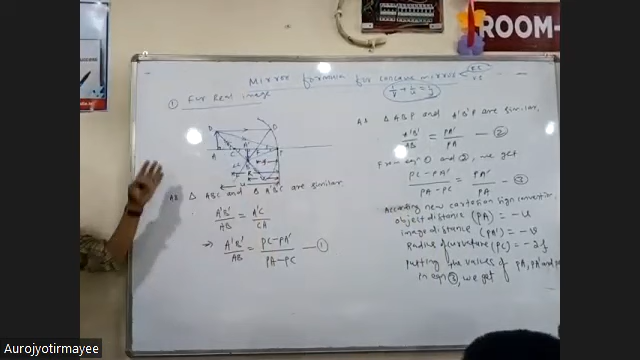 ROOM-
Mirror formula for concave mirror
RI
VI
1/v + 1/u = 1/f
① For Real image
D
D
A
C
P
As △ ABC and △ A'B'C are similar
A'B'/AB = A'C/CA
⇒ A'B'/AB = PC-PA'/PA-PC — ①
As △ ABP and A'B'P are similar,
A'B'/AB = PA'/PA — ②
From eqn ① and ②, we get
PC-PA'/PA-PC = PA'/PA — ③
According new cartesian sign convention
object distance (PA) = -u
image distance (PA') = -v
Radius of curvature (PC) = -2f
putting the values of PA, PA' and
in eqn ③, we get
Aurojyotirmayee